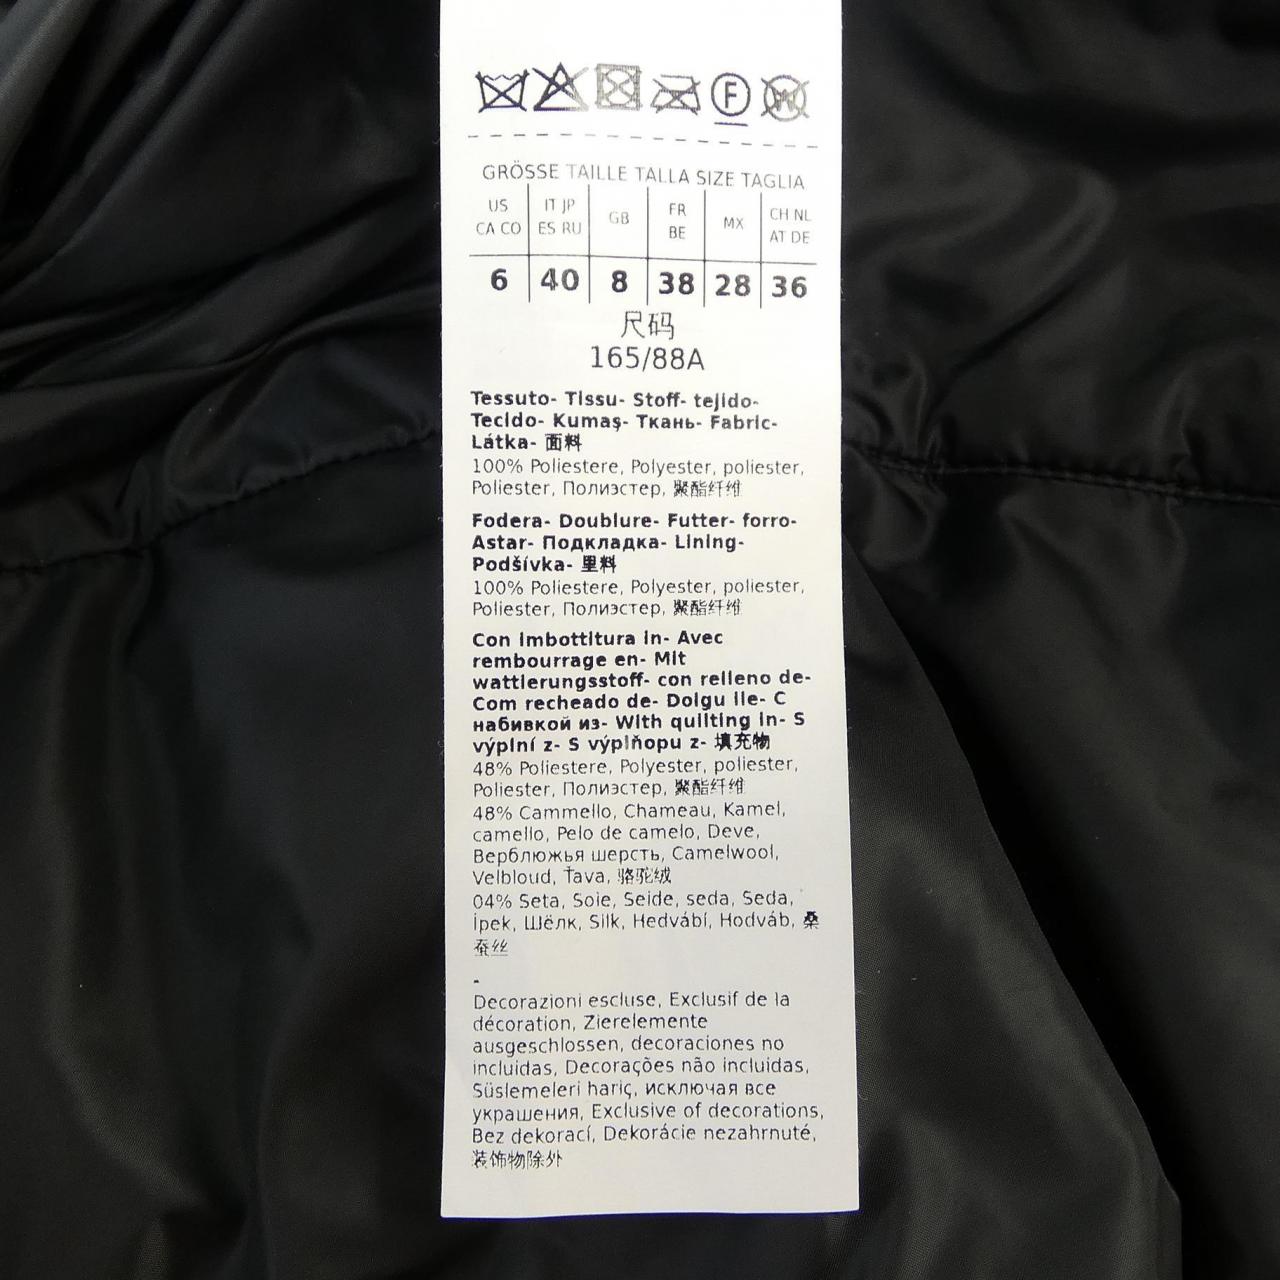 F
W
GRÖSSE TAILLE TALLA SIZE TAGLIA
US CA CO
IT JP ES RU
GB
FR BE
MX
CH NL AT DE
6 40 8 38 28 36
尺码
165/88A
Tessuto- Tissu- Stoff- tejido-
Tecido- Kumaş- Ткань- Fabric-
Látka- 面料
100% Poliestere, Polyester, poliester,
Poliester, Полиэстер, 聚酯纤维
Fodera- Doublure- Futter- forro-
Astar- Подкладка- Lining-
Podšívka- 里料
100% Poliestere, Polyester, poliester,
Poliester, Полиэстер, 聚酯纤维
Con imbottitura in- Avec
rembourrage en- Mit
wattierungsstoff- con relleno de-
Com recheado de- Dolgu ile- С
набивкой из- With quilting in- S
výplní z- S výplňopu z- 填充物
48% Poliestere, Polyester, poliester,
Poliester, Полиэстер, 聚酯纤维
48% Cammello, Chameau, Kamel,
camello, Pelo de camelo, Deve,
Верблюжья шерсть, Camelwool,
Velbloud, Ťava, 骆驼绒
04% Seta, Soie, Seide, seda, Seda,
İpek, Шёлк, Silk, Hedvábí, Hodváb, 桑
蚕丝
-
Decorazioni escluse, Exclusif de la
décoration, Zierelemente
ausgeschlossen, decoraciones no
incluidas, Decorações não incluidas,
Süslemeleri hariç, исключая все
украшения, Exclusive of decorations,
Bez dekorací, Dekorácie nezahrnuté,
装饰物除外